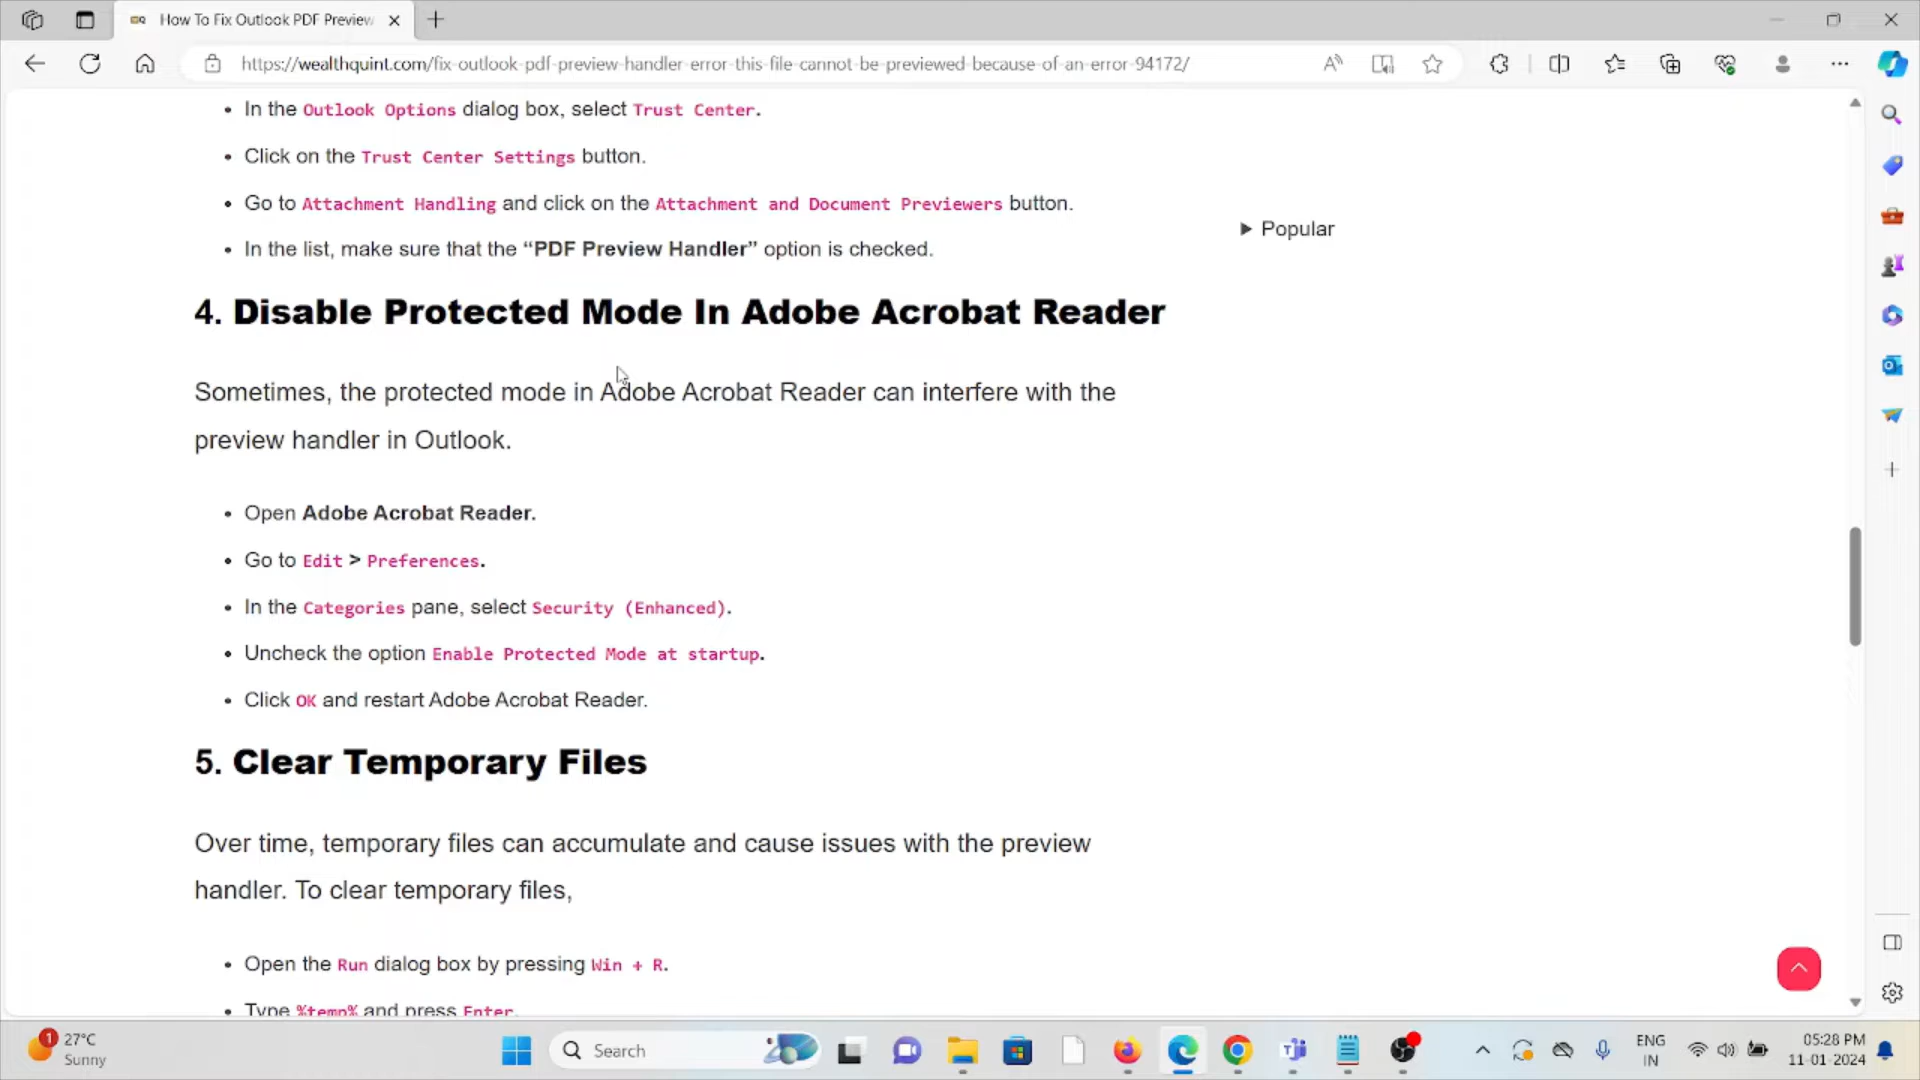 How To Fix Outlook PDF Preview
https://wealthquint.com/fix-outlook-pdf-preview-handler-error-this-file-cannot-be-previewed-because-of-an-error-94172/
• In the Outlook Options dialog box, select Trust Center.
• Click on the Trust Center Settings button.
• Go to Attachment Handling and click on the Attachment and Document Previewers button.
Popular
• In the list, make sure that the “PDF Preview Handler” option is checked.
4. Disable Protected Mode In Adobe Acrobat Reader
Sometimes, the protected mode in Adobe Acrobat Reader can interfere with the
preview handler in Outlook.
• Open Adobe Acrobat Reader.
• Go to Edit > Preferences.
• In the Categories pane, select Security (Enhanced).
• Uncheck the option Enable Protected Mode at startup.
• Click OK and restart Adobe Acrobat Reader.
5. Clear Temporary Files
Over time, temporary files can accumulate and cause issues with the preview
handler. To clear temporary files,
• Open the Run dialog box by pressing Win + R.
• Type %temp% and press Enter.
1
27°C
Sunny
Search
ENG
IN
05:28 PM
11-01-2024